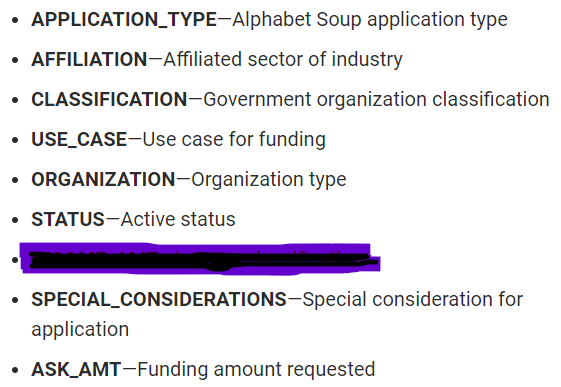 • APPLICATION_TYPE—Alphabet Soup application type
• AFFILIATION—Affiliated sector of industry
• CLASSIFICATION—Government organization classification
• USE_CASE—Use case for funding
• ORGANIZATION—Organization type
• STATUS—Active status
•
• SPECIAL_CONSIDERATIONS—Special consideration for
application
• ASK_AMT—Funding amount requested